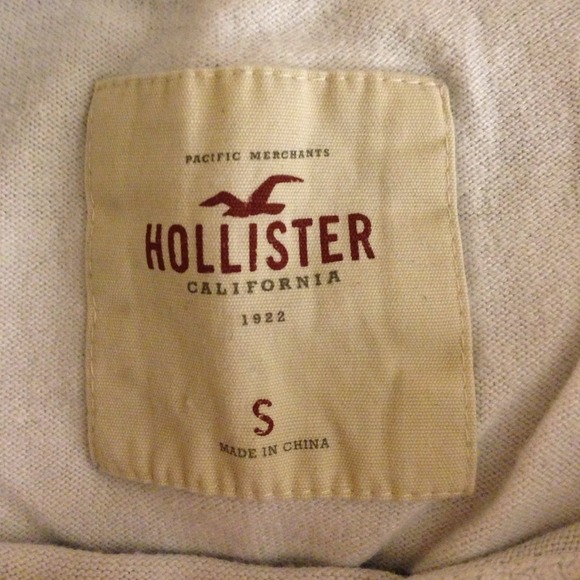 PACIFIC MERCHANTS
HOLLISTER
CALIFORNIA
1922
S
MADE IN CHINA